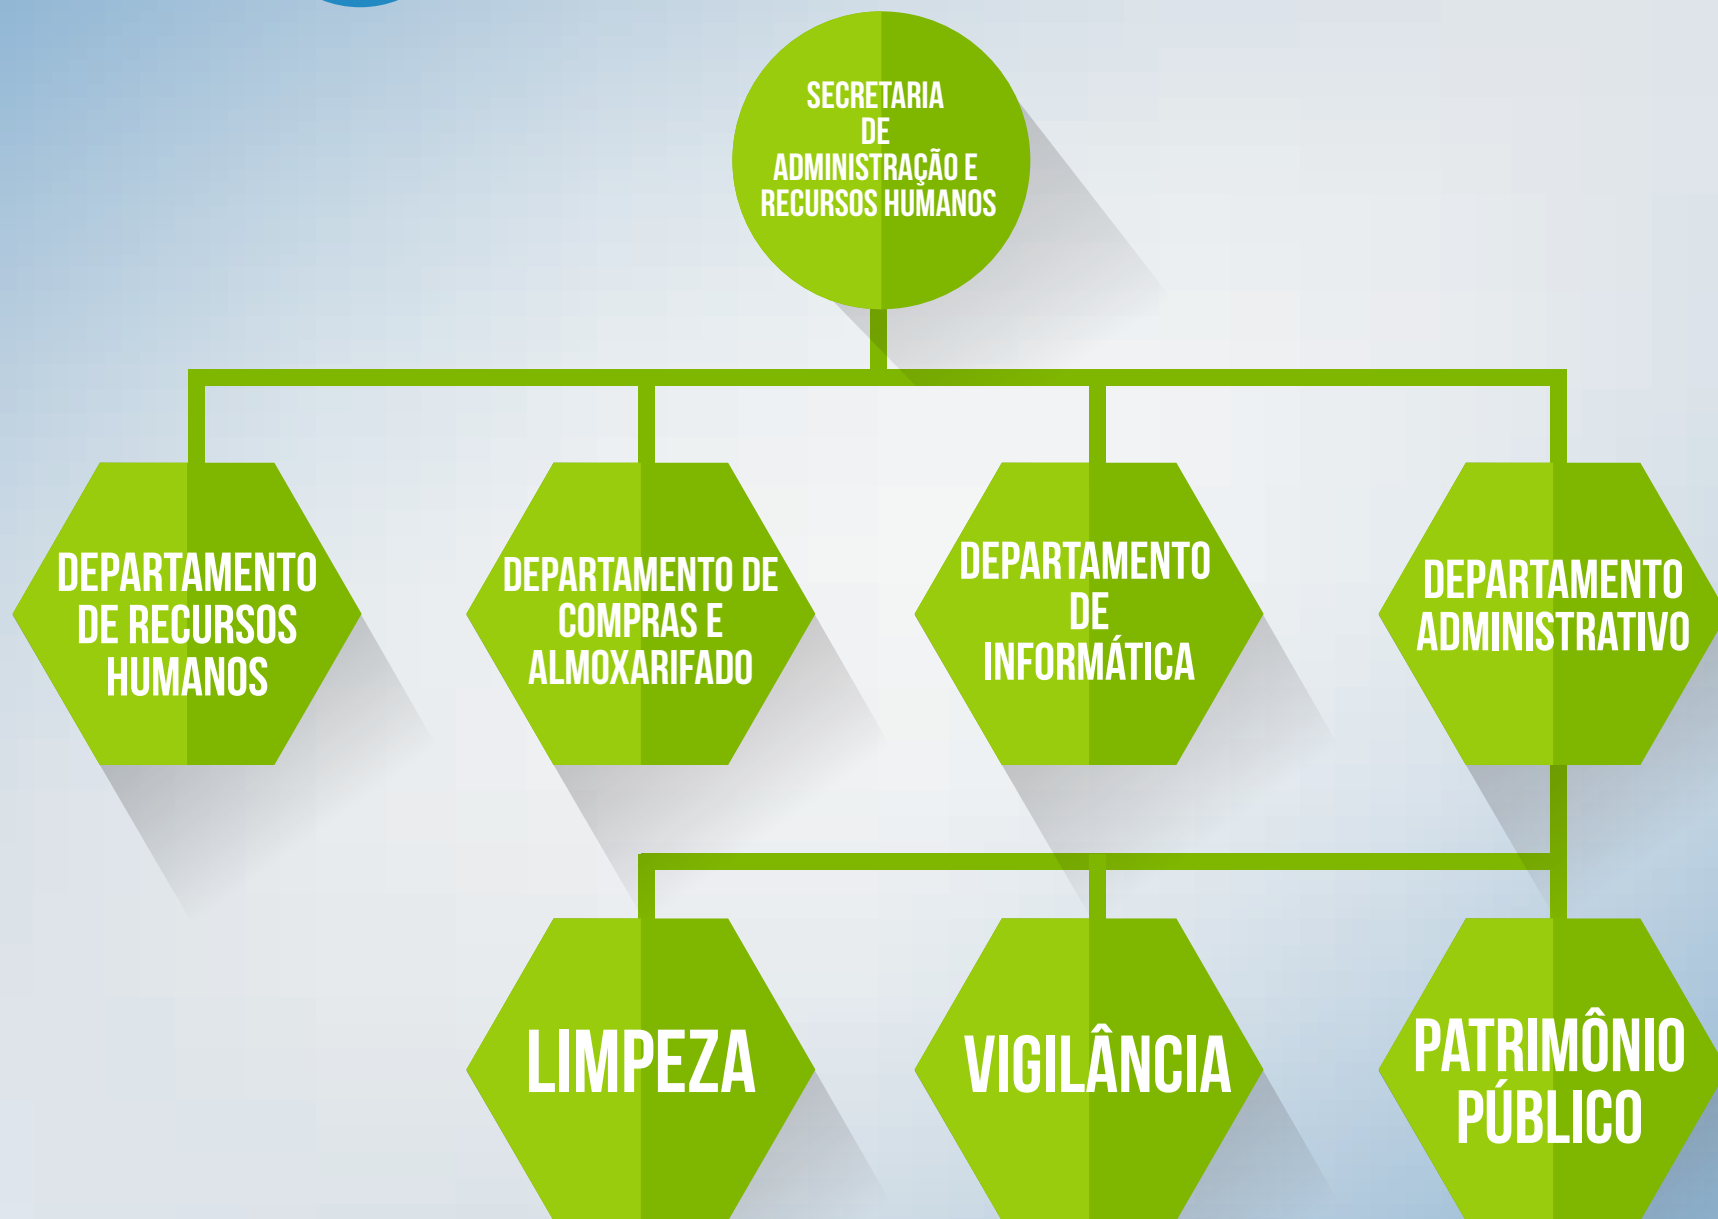 SECRETARIA
DE
ADMINISTRAÇÃO E
RECURSOS HUMANOS
DEPARTAMENTO
DE RECURSOS
HUMANOS
DEPARTAMENTO DE
COMPRAS E
ALMOXARIFADO
DEPARTAMENTO
DE
INFORMÁTICA
DEPARTAMENTO
ADMINISTRATIVO
LIMPEZA
VIGILÂNCIA
PATRIMÔNIO
PÚBLICO